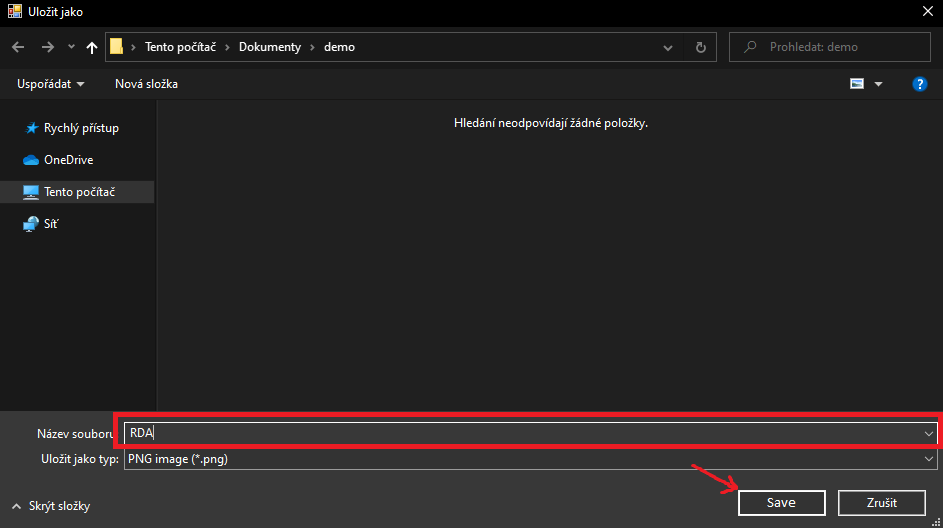 Uložit jako
Tento počítač › Dokumenty › demo
Prohledat: demo
Uspořádat
Nová složka
?
Rychlý přístup
OneDrive
Tento počítač
Síť
Hledání neodpovídají žádné položky.
Název souboru: RDA
Uložit jako typ: PNG image (*.png)
Skrýt složky
Save
Zrušit